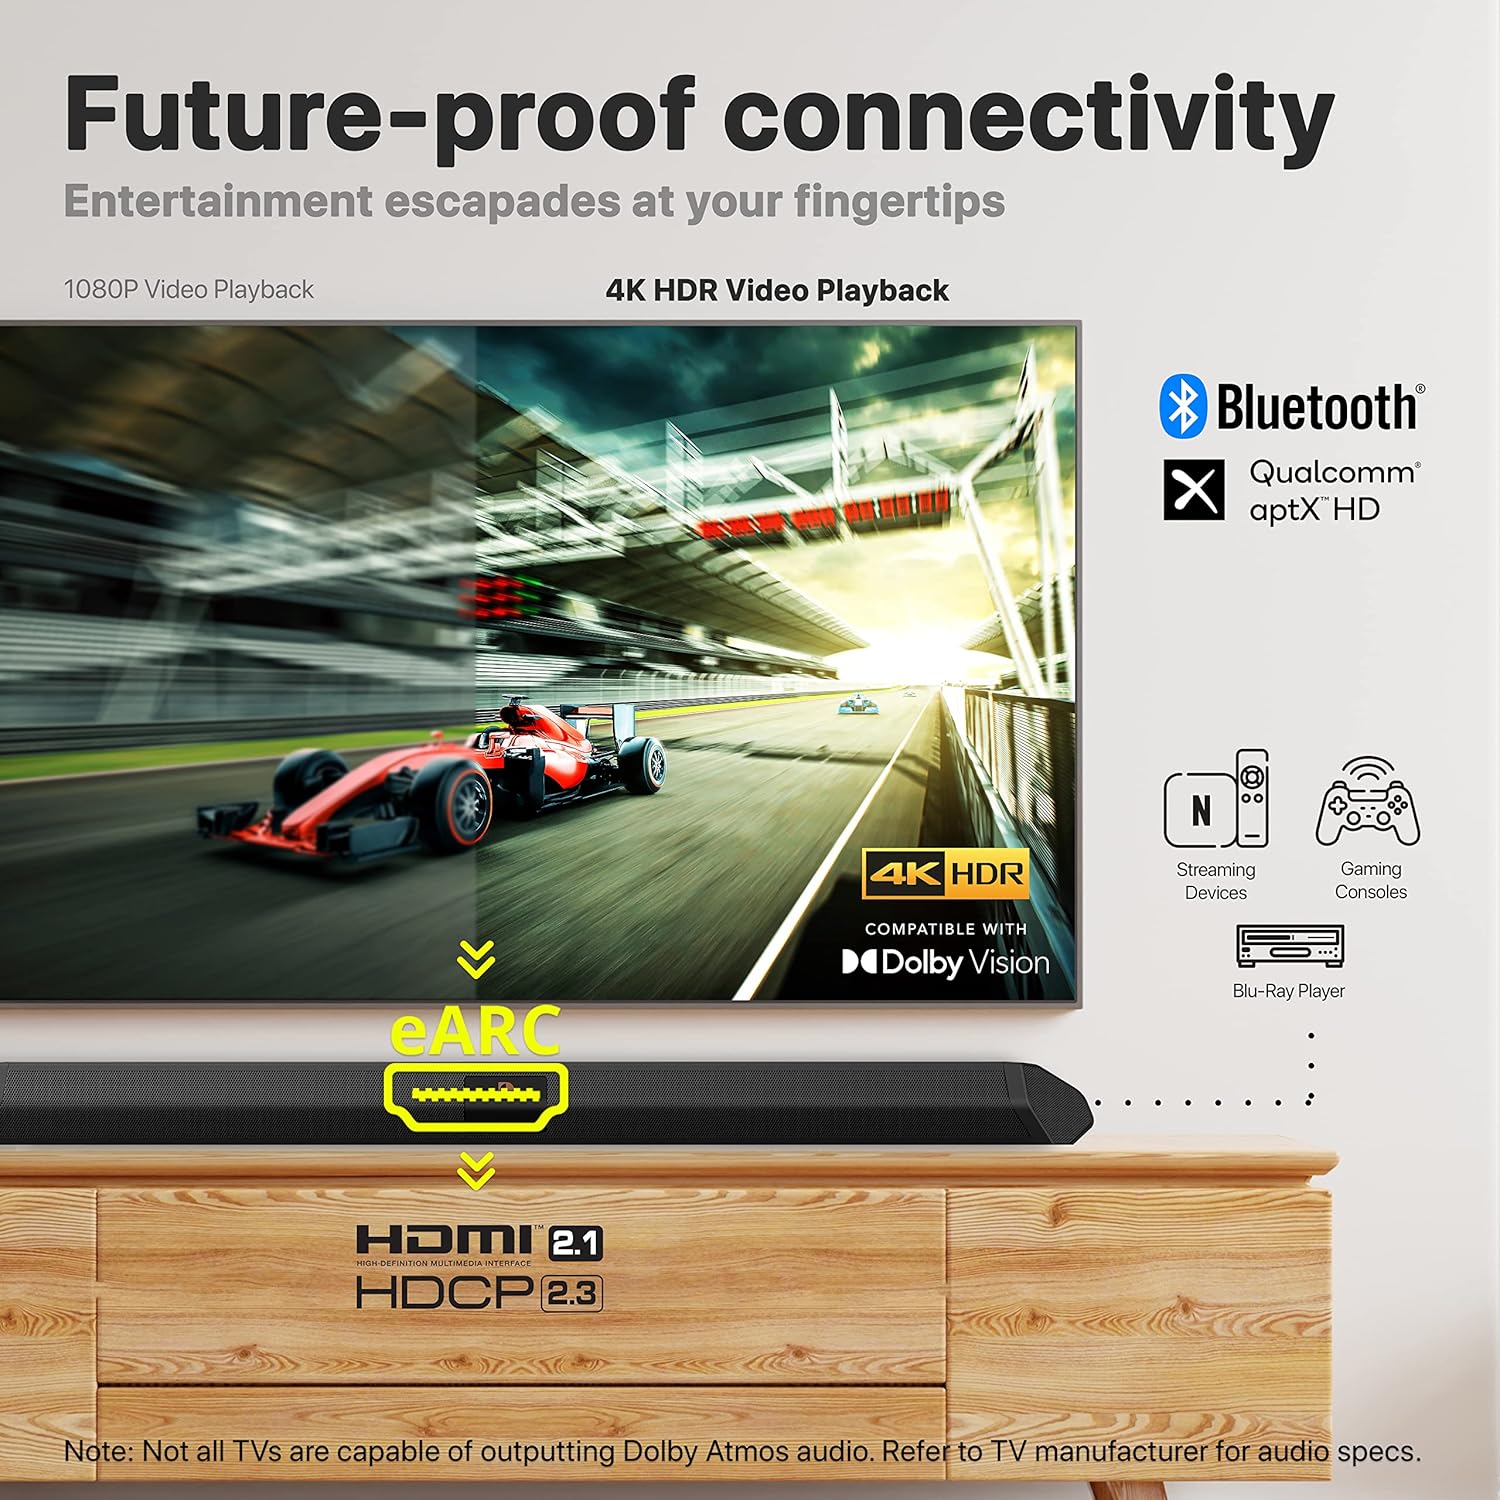 Future-proof connectivity
Entertainment escapades at your fingertips
1080P Video Playback
4K HDR Video Playback
Bluetooth®
Qualcomm®
aptX™ HD
N
Streaming
Devices
Gaming
Consoles
Blu-Ray Player
4K HDR
COMPATIBLE WITH
Dolby Vision
eARC
HDMI™ 2.1
HIGH-DEFINITION MULTIMEDIA INTERFACE
HDCP 2.3
Note: Not all TVs are capable of outputting Dolby Atmos audio. Refer to TV manufacturer for audio specs.